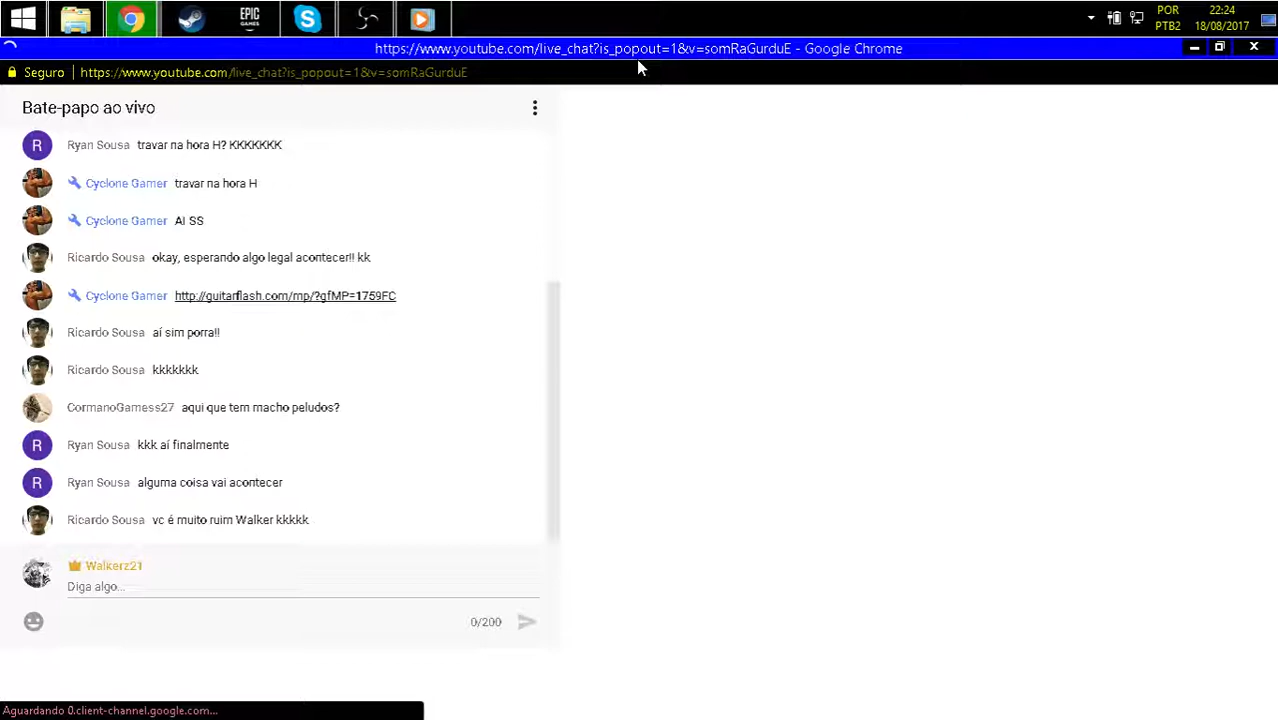 EPIC
GAMES
POR
PTB2
22:24
18/08/2017
https://www.youtube.com/live_chat?is_popout=1&v=somRaGurduE - Google Chrome
Seguro
https://www.youtube.com/live_chat?is_popout=1&v=somRaGurduE
Bate-papo ao vivo
R Ryan Sousa travar na hora H? KKKKKKK
Cyclone Gamer travar na hora H
Cyclone Gamer AI SS
Ricardo Sousa okay, esperando algo legal acontecer!! kk
Cyclone Gamer http://guitarflash.com/mp/?gfMP=1759FC
Ricardo Sousa aí sim porra!!
Ricardo Sousa kkkkkkk
CormanoGamess27 aqui que tem macho peludos?
R Ryan Sousa kkk aí finalmente
R Ryan Sousa alguma coisa vai acontecer
Ricardo Sousa vc é muito ruim Walker kkkkk
Walkerz21
Diga algo...
0/200
Aguardando 0.client-channel.google.com...